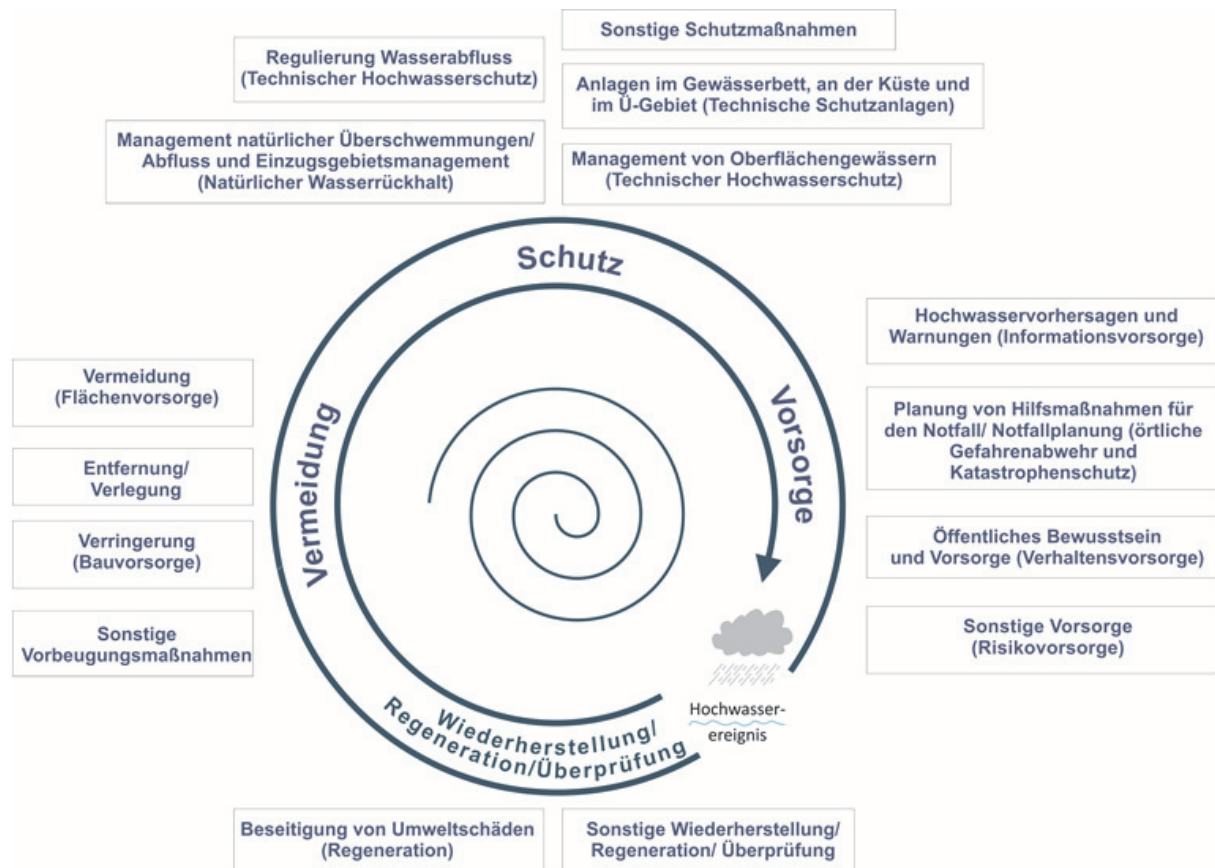 Sonstige Schutzmaßnahmen
Regulierung Wasserabfluss
(Technischer Hochwasserschutz)
Anlagen im Gewässerbett, an der Küste und
im Ü-Gebiet (Technische Schutzanlagen)
Management natürlicher Überschwemmungen/
Abfluss und Einzugsgebietsmanagement
(Natürlicher Wasserrückhalt)
Management von Oberflächengewässern
(Technischer Hochwasserschutz)
Schutz
Vorsorge
Vermeidung
Wiederherstellung/
Regeneration/Überprüfung
Hochwasser-
ereignis
Hochwasservorhersagen und
Warnungen (Informationsvorsorge)
Planung von Hilfsmaßnahmen für
den Notfall/ Notfallplanung (örtliche
Gefahrenabwehr und
Katastrophenschutz)
Öffentliches Bewusstsein
und Vorsorge (Verhaltensvorsorge)
Sonstige Vorsorge
(Risikovorsorge)
Vermeidung
(Flächenvorsorge)
Entfernung/
Verlegung
Verringerung
(Bauvorsorge)
Sonstige
Vorbeugungsmaßnahmen
Beseitigung von Umweltschäden
(Regeneration)
Sonstige Wiederherstellung/
Regeneration/ Überprüfung